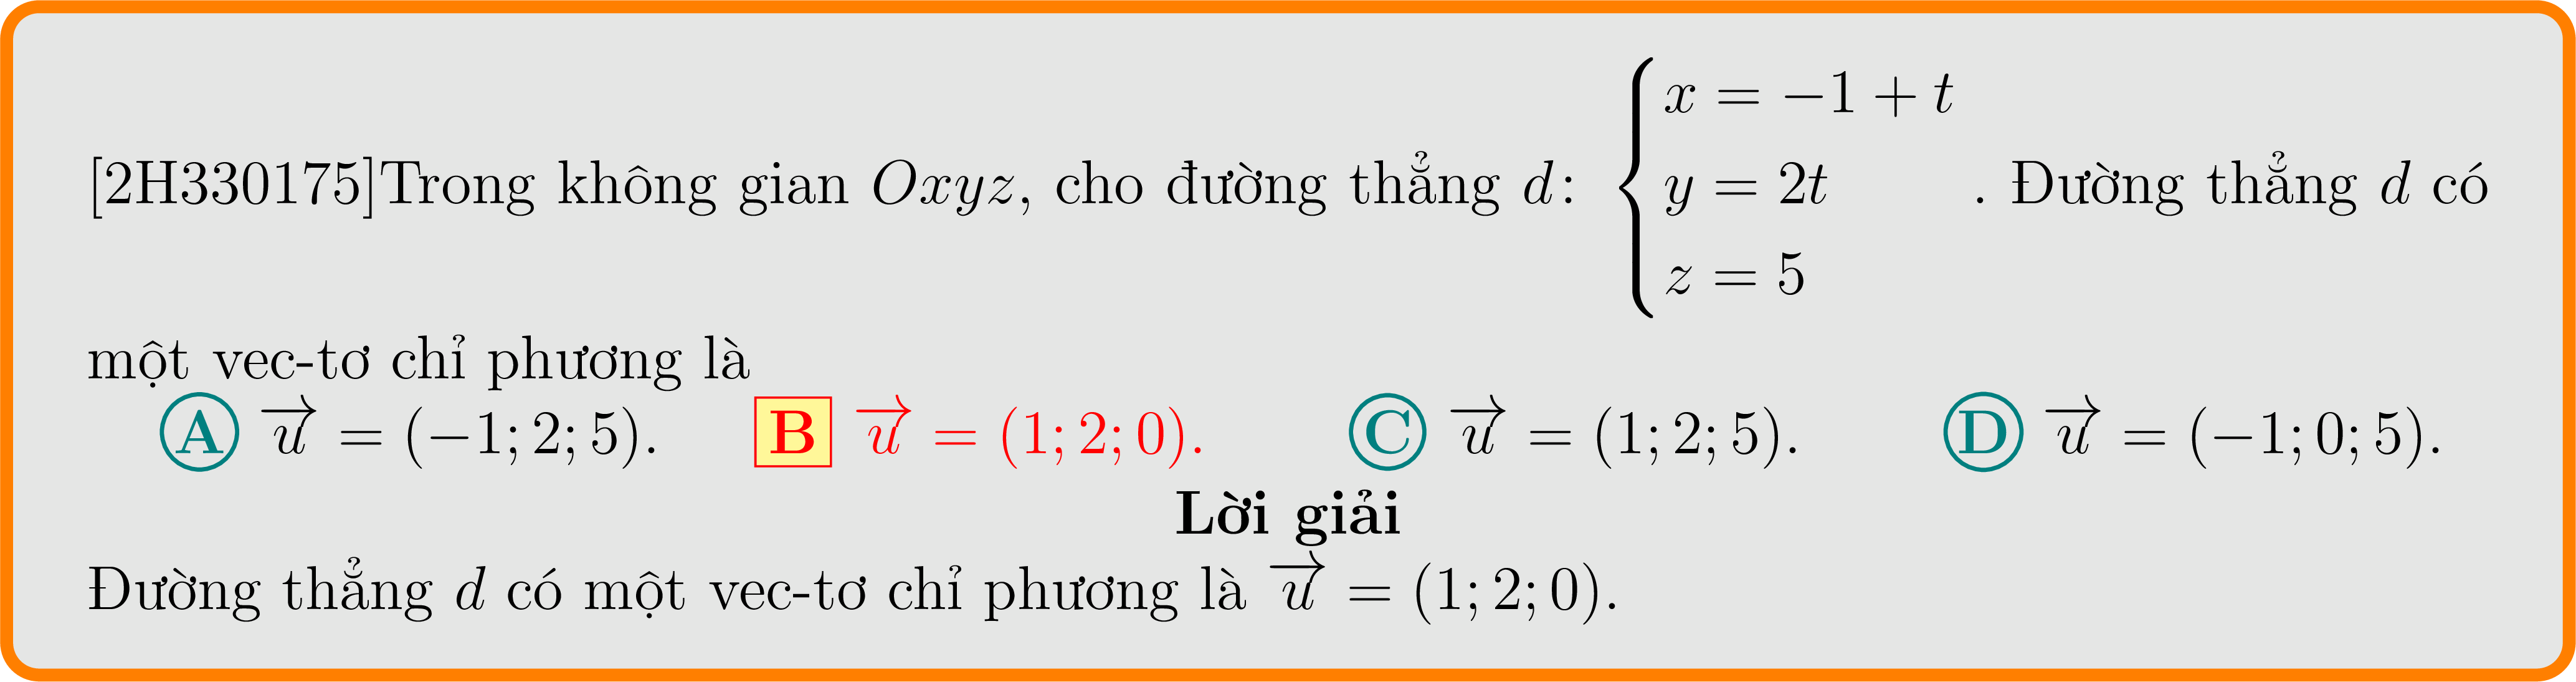 [2H330175]Trong không gian $Oxyz$, cho đường thẳng $d\colon \begin{cases} x = -1 + t \\ y = 2t \\ z = 5 \end{cases}$. Đường thẳng $d$ có
một vec-tơ chỉ phương là
A $\overrightarrow{u} = (-1; 2; 5)$. B $\overrightarrow{u} = (1; 2; 0)$. C $\overrightarrow{u} = (1; 2; 5)$. D $\overrightarrow{u} = (-1; 0; 5)$.
Lời giải
Đường thẳng $d$ có một vec-tơ chỉ phương là $\overrightarrow{u} = (1; 2; 0)$.